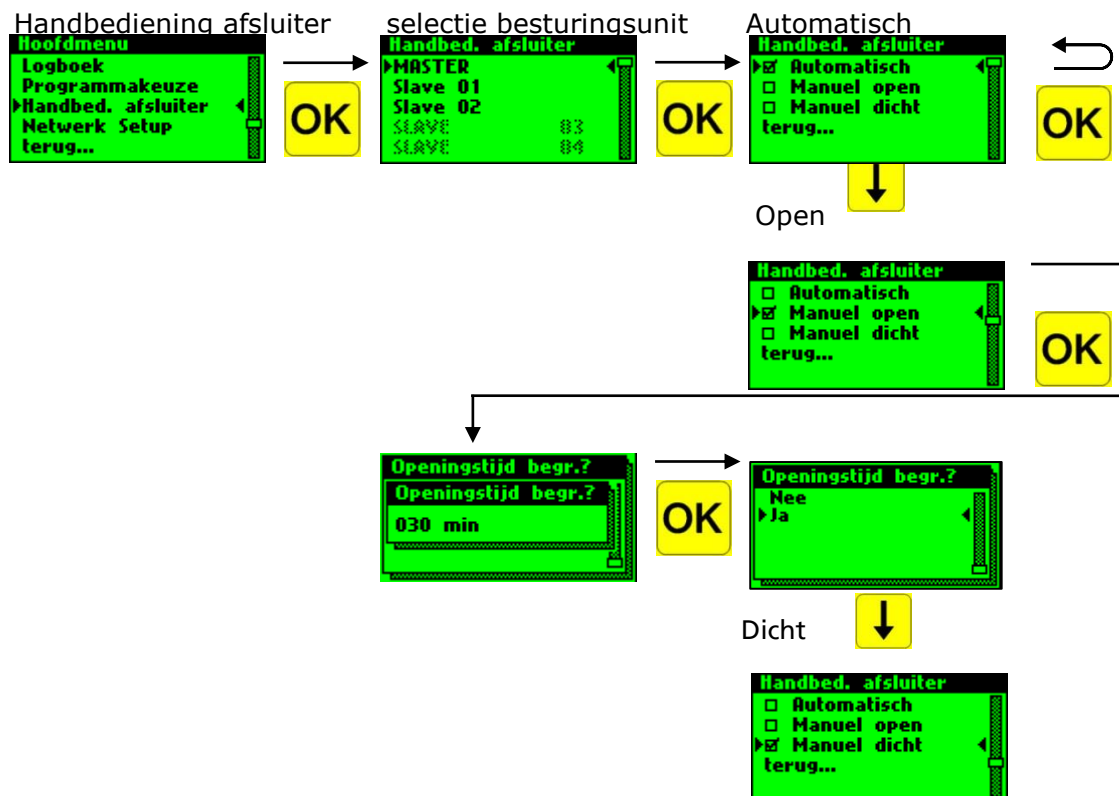 Handbediening afsluiter
selectie besturingsunit
Automatisch
Hoofdmenu
Logboek
Programmakeuze
Handbed. afsluiter
Netwerk Setup
terug...
OK
Handbed. afsluiter
MASTER
Slave 01
Slave 02
SLAVE 03
SLAVE 04
OK
Handbed. afsluiter
Automatisch
Manuel open
Manuel dicht
terug...
OK
Open
Handbed. afsluiter
Automatisch
Manuel open
Manuel dicht
terug...
OK
Openingstijd begr.?
Openingstijd begr.?
030 min
OK
Openingstijd begr.?
Nee
Ja
Dicht
Handbed. afsluiter
Automatisch
Manuel open
Manuel dicht
terug...